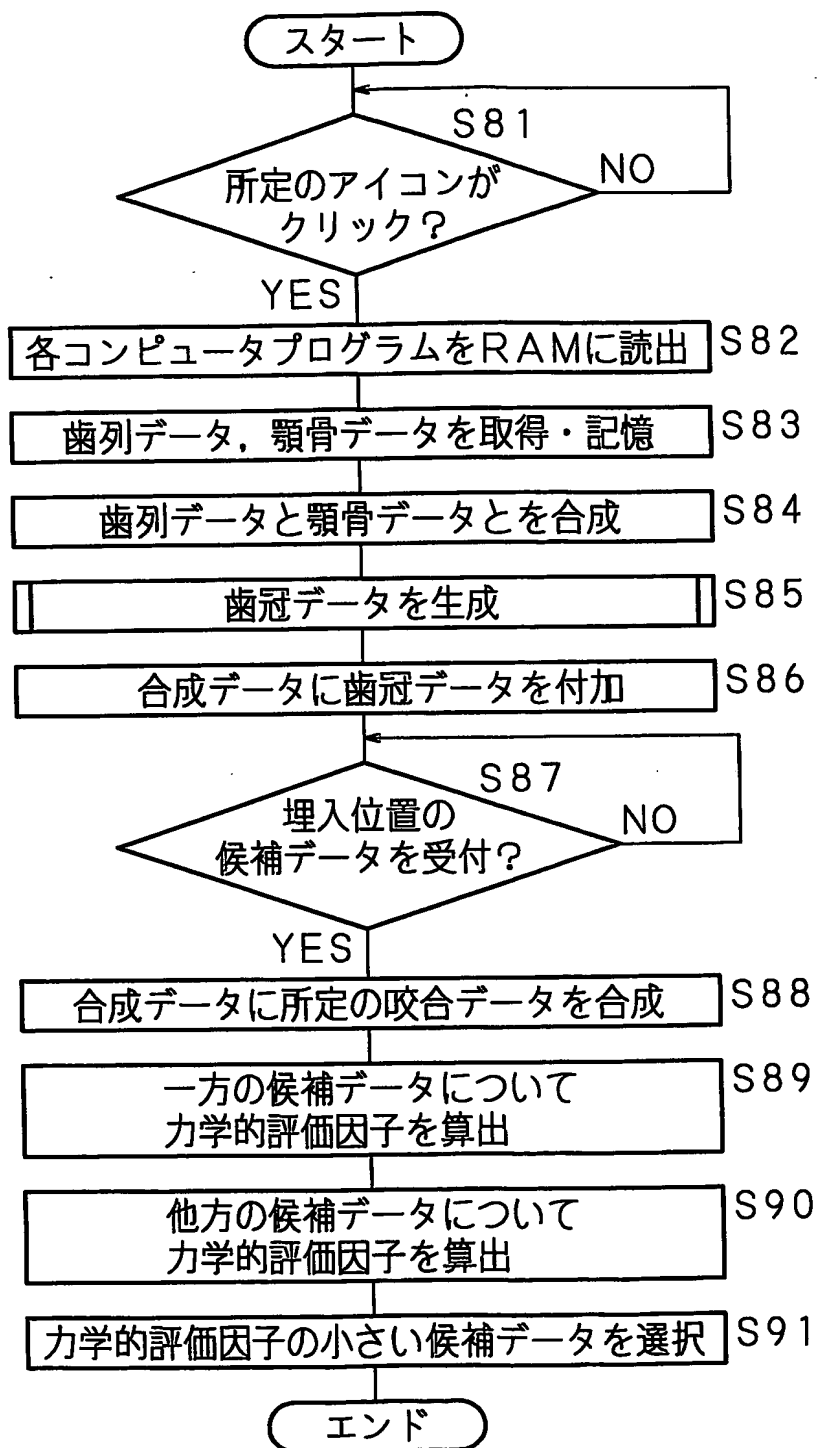 スタート
S81
所定のアイコンが
クリック?
NO
YES
各コンピュータプログラムをRAMに読出
S82
歯列データ,顎骨データを取得・記憶
S83
歯列データと顎骨データとを合成
S84
歯冠データを生成
S85
合成データに歯冠データを付加
S86
S87
埋入位置の
候補データを受付?
NO
YES
合成データに所定の咬合データを合成
S88
一方の候補データについて
力学的評価因子を算出
S89
他方の候補データについて
力学的評価因子を算出
S90
力学的評価因子の小さい候補データを選択
S91
エンド